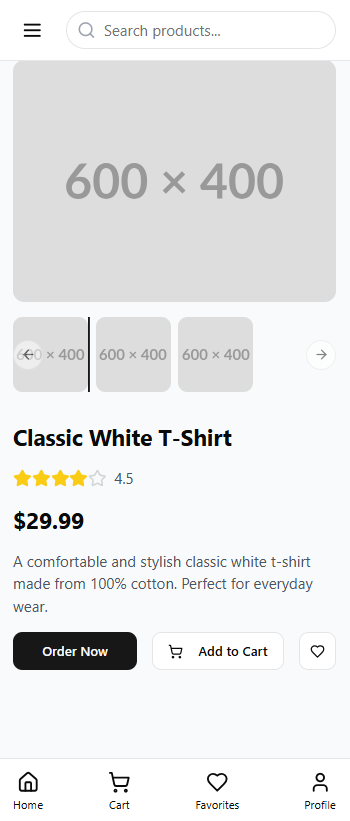 Search products...
600 × 400
600 × 400
600 × 400
600 × 400
Classic White T-Shirt
4.5
$29.99
A comfortable and stylish classic white t-shirt
made from 100% cotton. Perfect for everyday
wear.
Order Now
Add to Cart
Home
Cart
Favorites
Profile